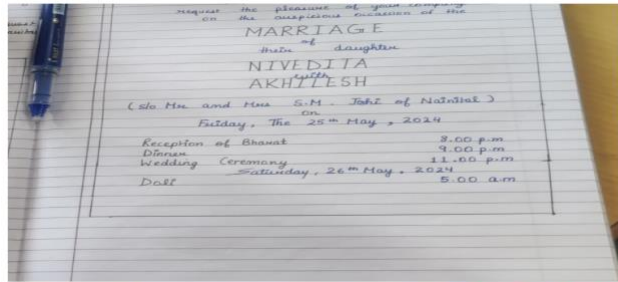 request the pleasure of your company
on the auspicious occasion of the
MARRIAGE
of
their daughter
NIVEDITA
with
AKHILESH
(s/o Mr. and Mrs S.M. Joshi of Nainital)
on
Friday, The 25th May, 2024
Reception of Bharat 8.00 p.m
Dinner 9.00 p.m
Wedding Ceremony 11.00 p.m
Saturday, 26th May, 2024
Doli 5.00 a.m